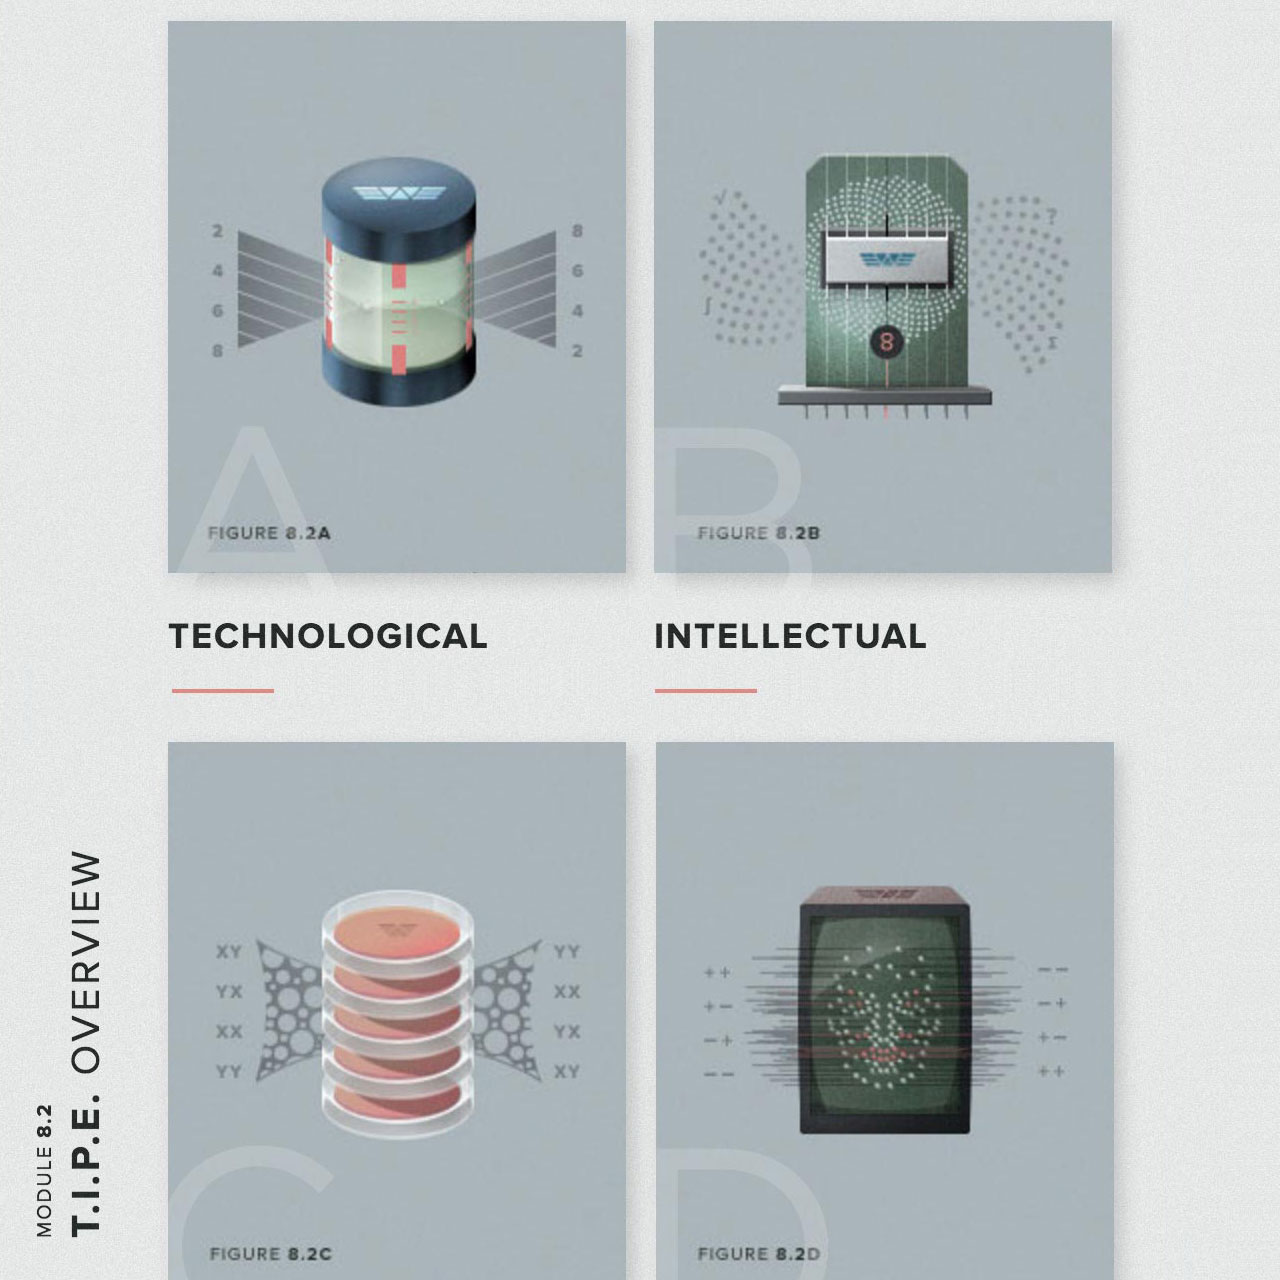 2
4
6
8
8
6
4
2
A
FIGURE 8.2A
√
∫
?
Σ
8
B
FIGURE 8.2B
TECHNOLOGICAL
INTELLECTUAL
XY
YX
XX
YY
YY
XX
YX
XY
C
FIGURE 8.2C
++
+−
−+
−−
−−
−+
+−
++
D
FIGURE 8.2D
MODULE 8.2
T.I.P.E. OVERVIEW